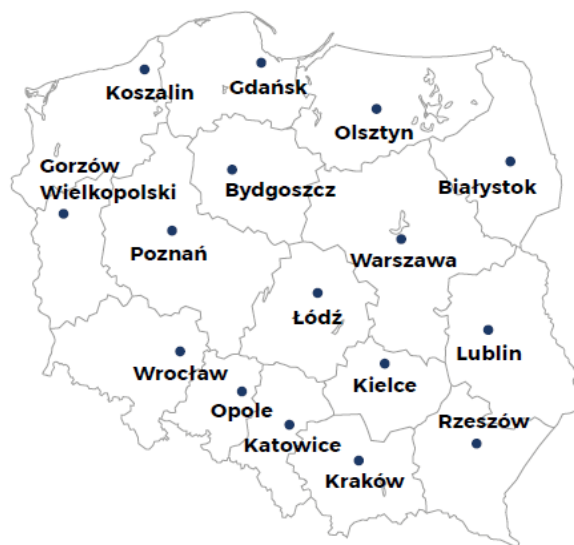 Koszalin
Gdańsk
Olsztyn
Gorzów
Wielkopolski
Bydgoszcz
Białystok
Poznań
Warszawa
Łódź
Lublin
Wrocław
Kielce
Opole
Rzeszów
Katowice
Kraków